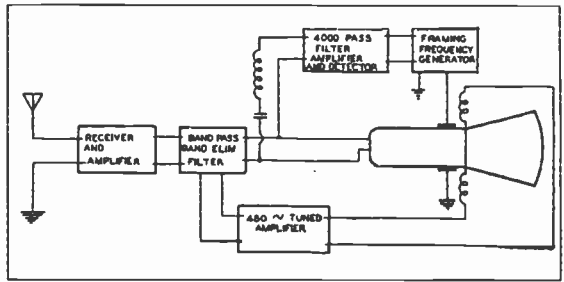 4000 PASS
FILTER
AMPLIFIER
AND DETECTOR
FRAMING
FREQUENCY
GENERATOR
RECEIVER
AND
AMPLIFIER
BAND PASS
BAND ELIM
FILTER
480 ~ TUNED
AMPLIFIER